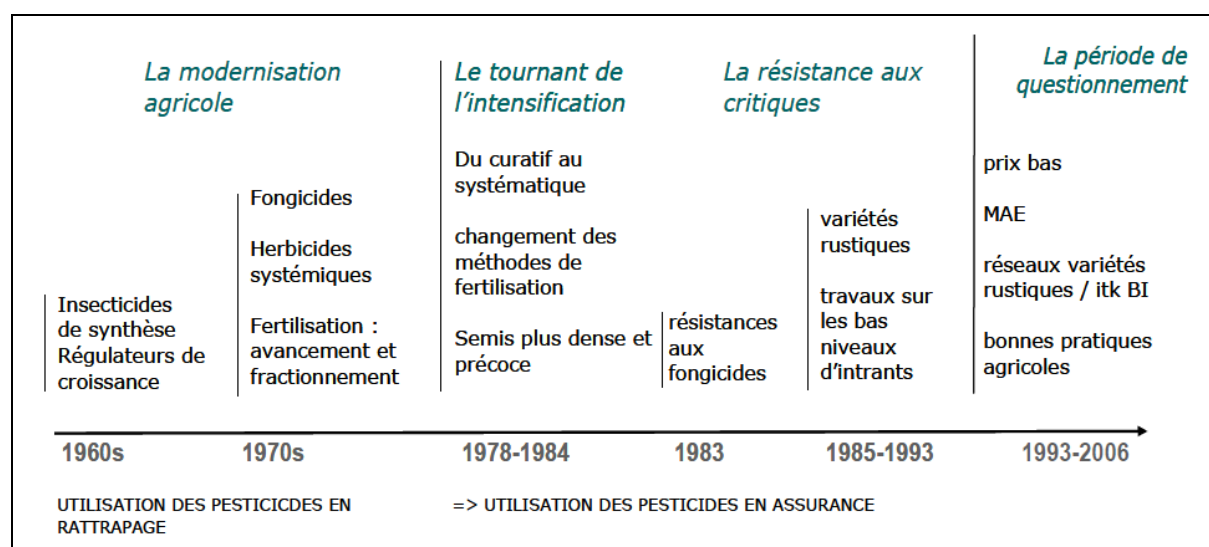 La modernisation
agricole
Le tournant de
l'intensification
La résistance aux
critiques
La période de
questionnement
Insecticides
de synthèse
Régulateurs de
croissance
Fongicides
Herbicides
systémiques
Fertilisation :
avancement et
fractionnement
Du curatif au
systématique
changement des
méthodes de
fertilisation
Semis plus dense et
précoce
résistances
aux
fongicides
variétés
rustiques
travaux sur
les bas
niveaux
d'intrants
prix bas
MAE
réseaux variétés
rustiques / itk BI
bonnes pratiques
agricoles
1960s
1970s
1978-1984
1983
1985-1993
1993-2006
UTILISATION DES PESTICICDES EN
RATTRAPAGE
=> UTILISATION DES PESTICIDES EN ASSURANCE